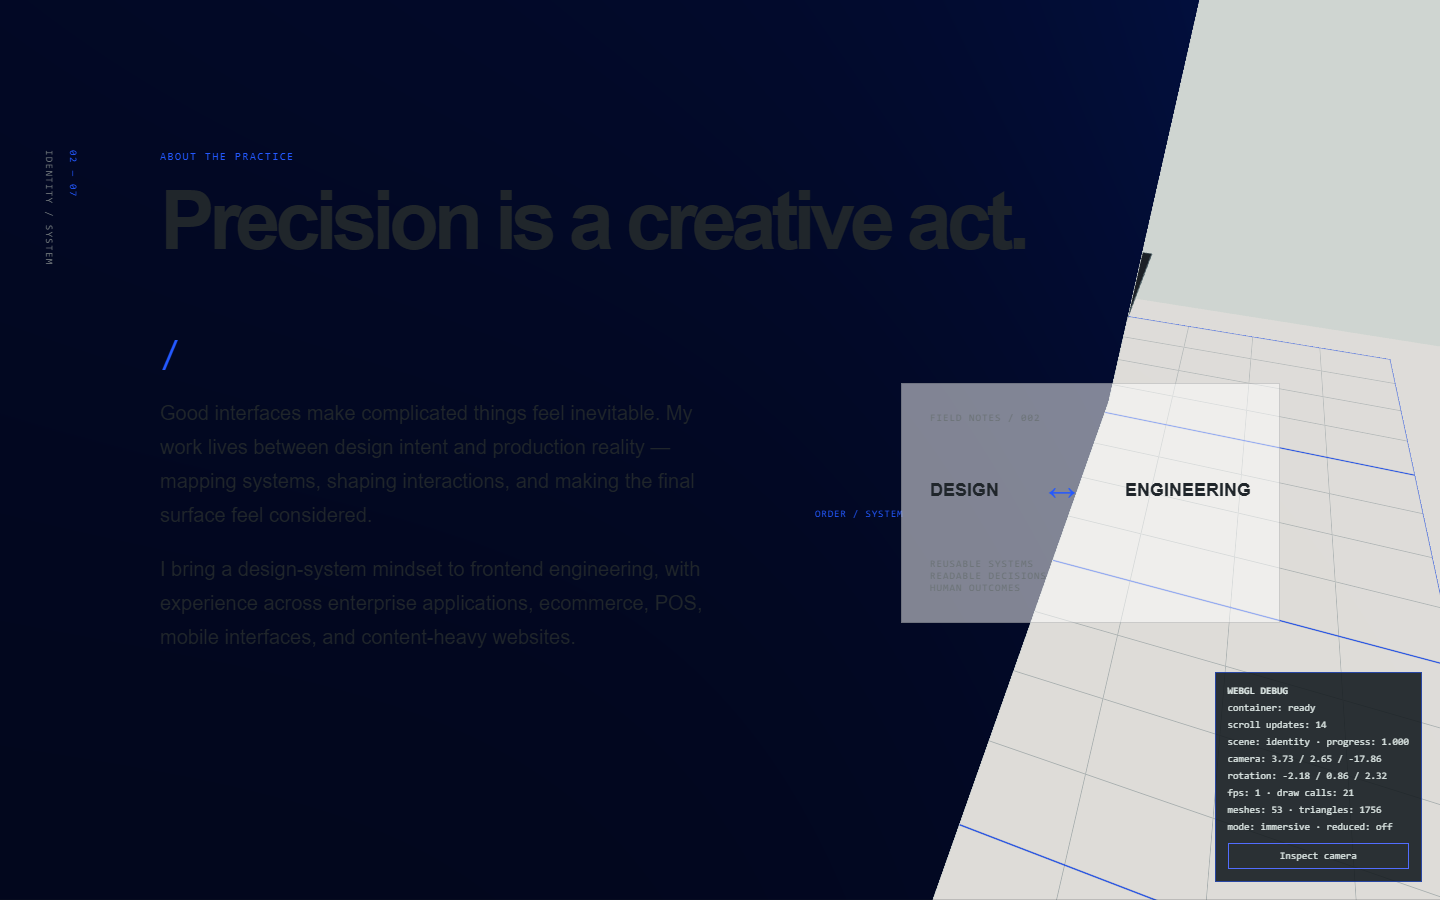 02 — 07
IDENTITY / SYSTEM
ABOUT THE PRACTICE
Precision is a creative act.
/
Good interfaces make complicated things feel inevitable. My
work lives between design intent and production reality —
mapping systems, shaping interactions, and making the final
surface feel considered.
I bring a design-system mindset to frontend engineering, with
experience across enterprise applications, ecommerce, POS,
mobile interfaces, and content-heavy websites.
ORDER / SYSTEM
FIELD NOTES / 002
DESIGN ↔ ENGINEERING
REUSABLE SYSTEMS
READABLE DECISIONS
HUMAN OUTCOMES
WEBGL DEBUG
container: ready
scroll updates: 14
scene: identity · progress: 1.000
camera: 3.73 / 2.65 / -17.86
rotation: -2.18 / 0.86 / 2.32
fps: 1 · draw calls: 21
meshes: 53 · triangles: 1756
mode: immersive · reduced: off
Inspect camera